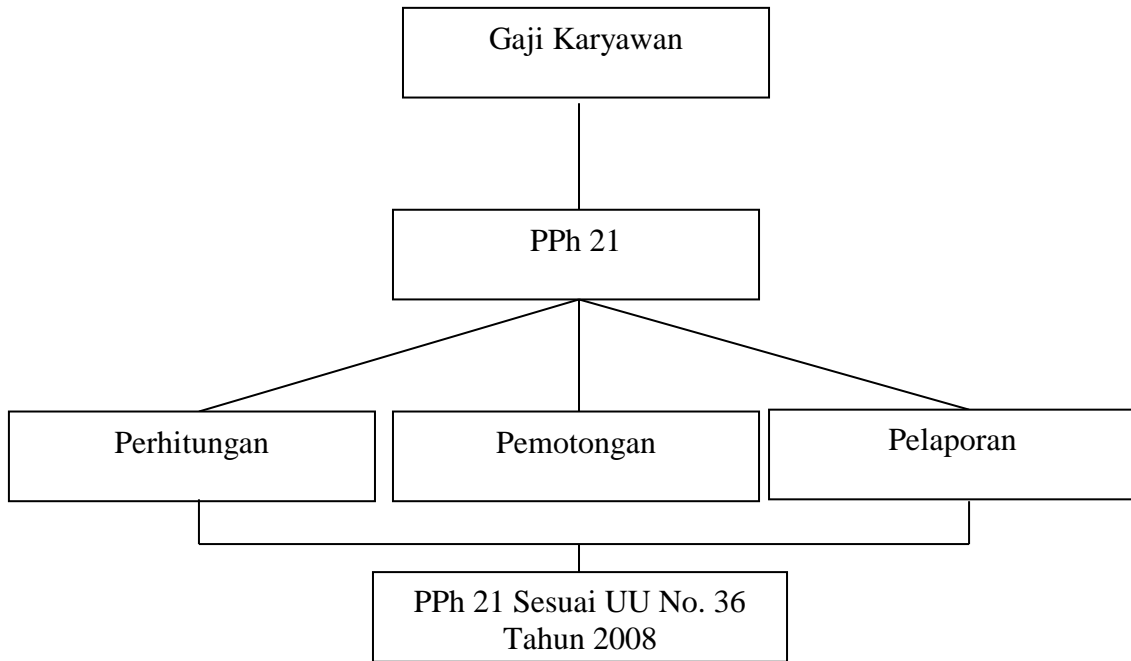 Gaji Karyawan
PPh 21
Perhitungan
Pemotongan
Pelaporan
PPh 21 Sesuai UU No. 36
Tahun 2008